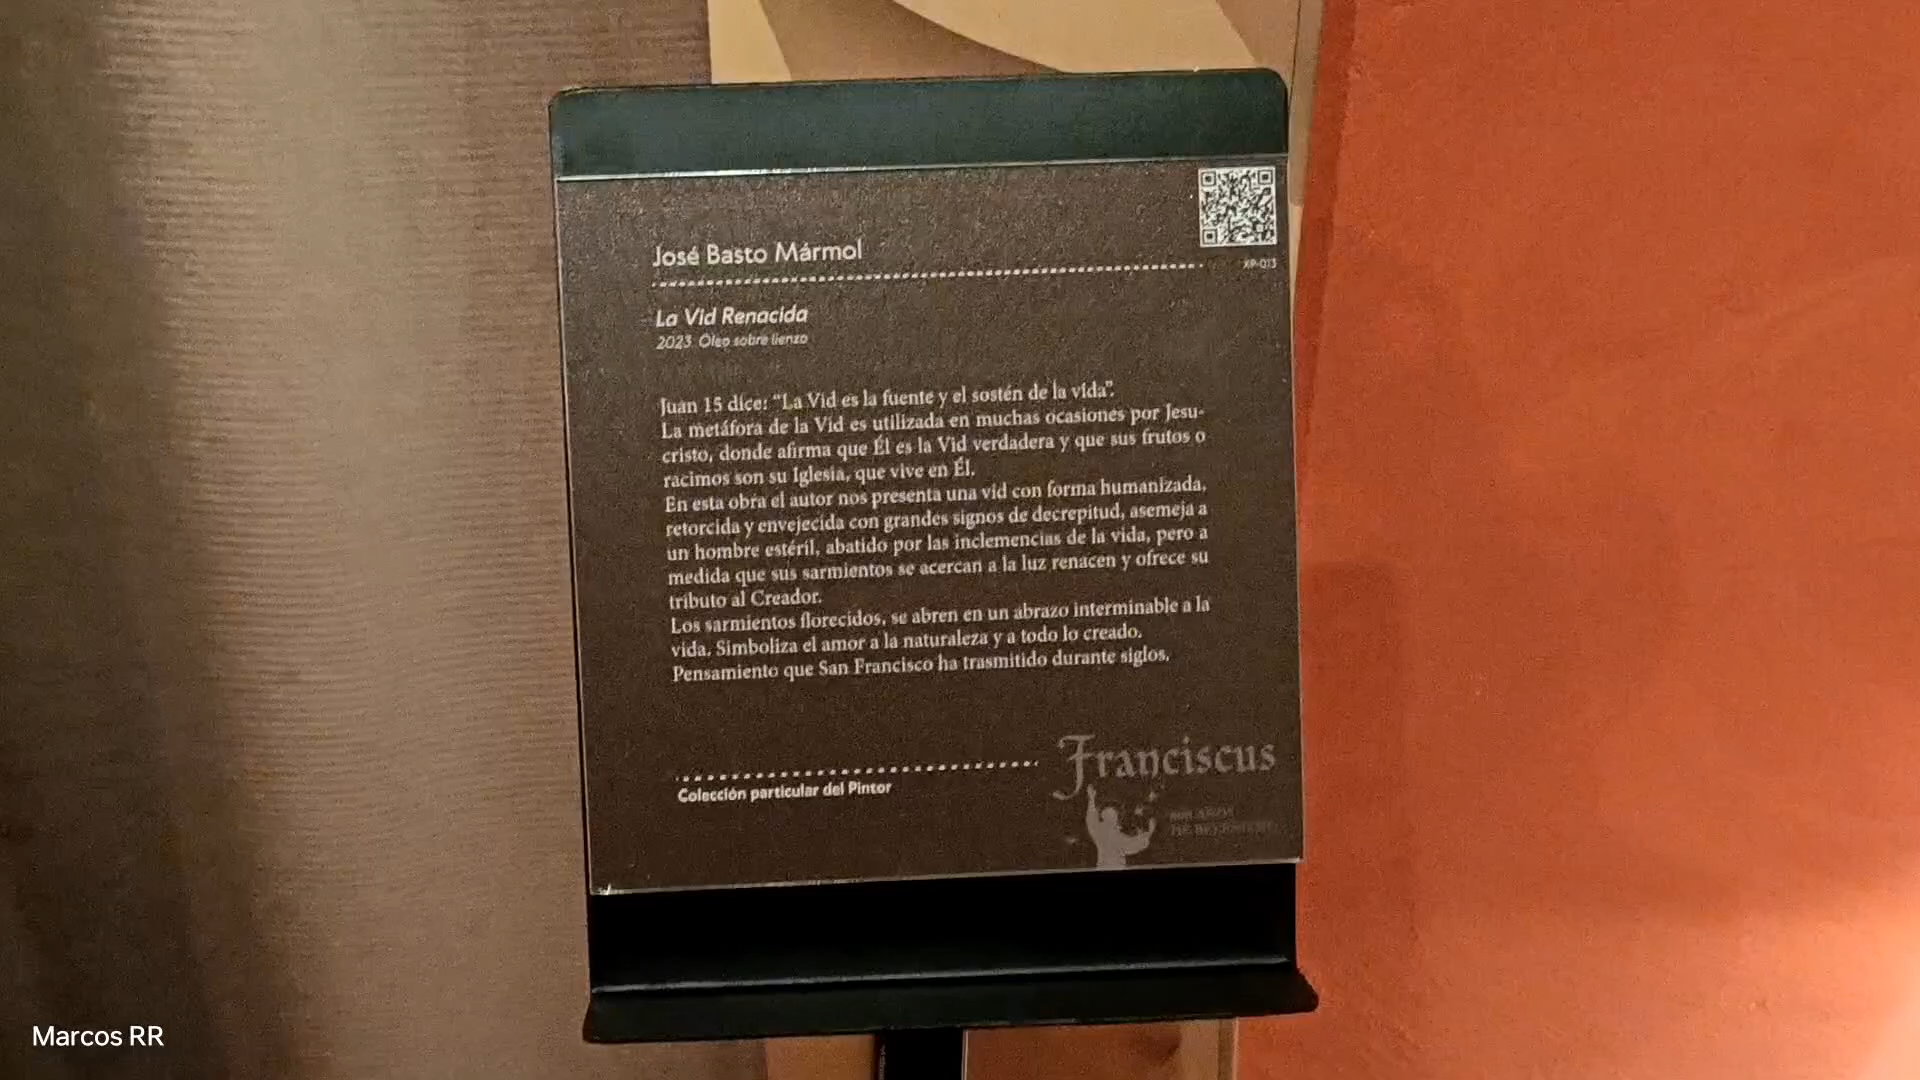 José Basto Mármol
XP-013
La Vid Renacida
2023 Óleo sobre lienzo
Juan 15 dice: “La Vid es la fuente y el sostén de la vida”.
La metáfora de la Vid es utilizada en muchas ocasiones por Jesu-
cristo, donde afirma que Él es la Vid verdadera y que sus frutos o
racimos son su Iglesia, que vive en Él.
En esta obra el autor nos presenta una vid con forma humanizada,
retorcida y envejecida con grandes signos de decrepitud, asemeja a
un hombre estéril, abatido por las inclemencias de la vida, pero a
medida que sus sarmientos se acercan a la luz renacen y ofrece su
tributo al Creador.
Los sarmientos florecidos, se abren en un abrazo interminable a la
vida. Simboliza el amor a la naturaleza y a todo lo creado.
Pensamiento que San Francisco ha trasmitido durante siglos.
Franciscus
Colección particular del Pintor
Marcos RR